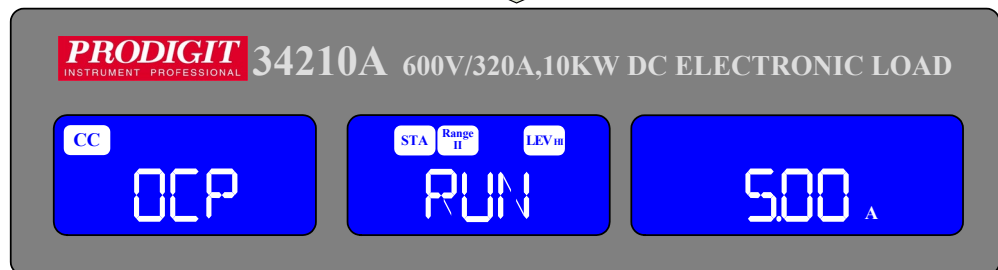 PRODIGIT
INSTRUMENT PROFESSIONAL
34210A 600V/320A,10KW DC ELECTRONIC LOAD
CC
OCP
STA Range II LEV HI
RUN
5.00 A